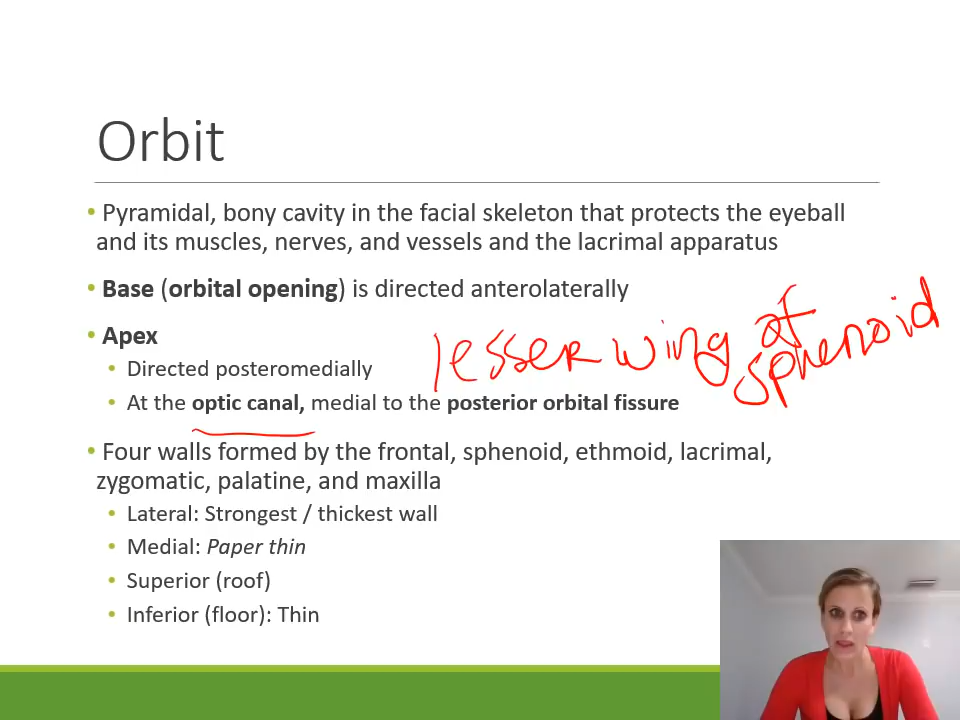 Orbit
• Pyramidal, bony cavity in the facial skeleton that protects the eyeball
and its muscles, nerves, and vessels and the lacrimal apparatus
• Base (orbital opening) is directed anterolaterally
• Apex
lesser wing of
sphenoid
• Directed posteromedially
• At the optic canal, medial to the posterior orbital fissure
• Four walls formed by the frontal, sphenoid, ethmoid, lacrimal,
zygomatic, palatine, and maxilla
• Lateral: Strongest / thickest wall
• Medial: Paper thin
• Superior (roof)
• Inferior (floor): Thin